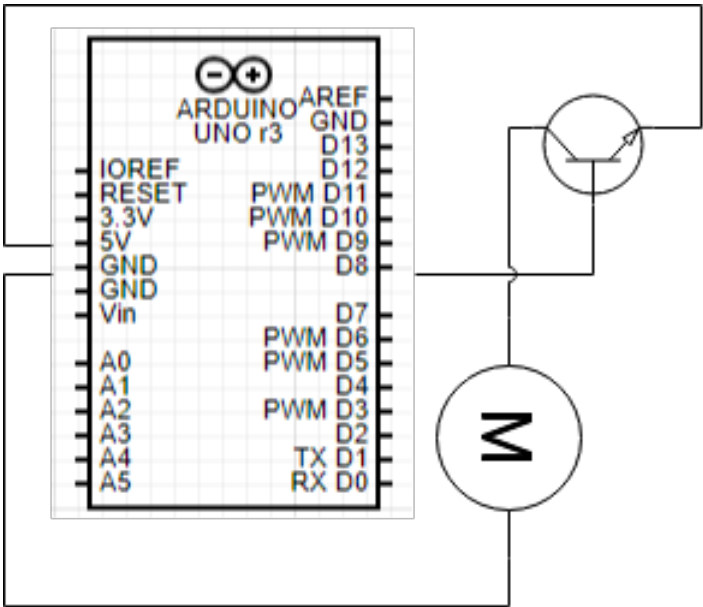 ARDUINO
UNO r3
AREF
GND
D13
D12
PWM D11
PWM D10
PWM D9
D8
D7
PWM D6
PWM D5
D4
PWM D3
D2
TX D1
RX D0
IOREF
RESET
3.3V
5V
GND
GND
Vin
A0
A1
A2
A3
A4
A5
M